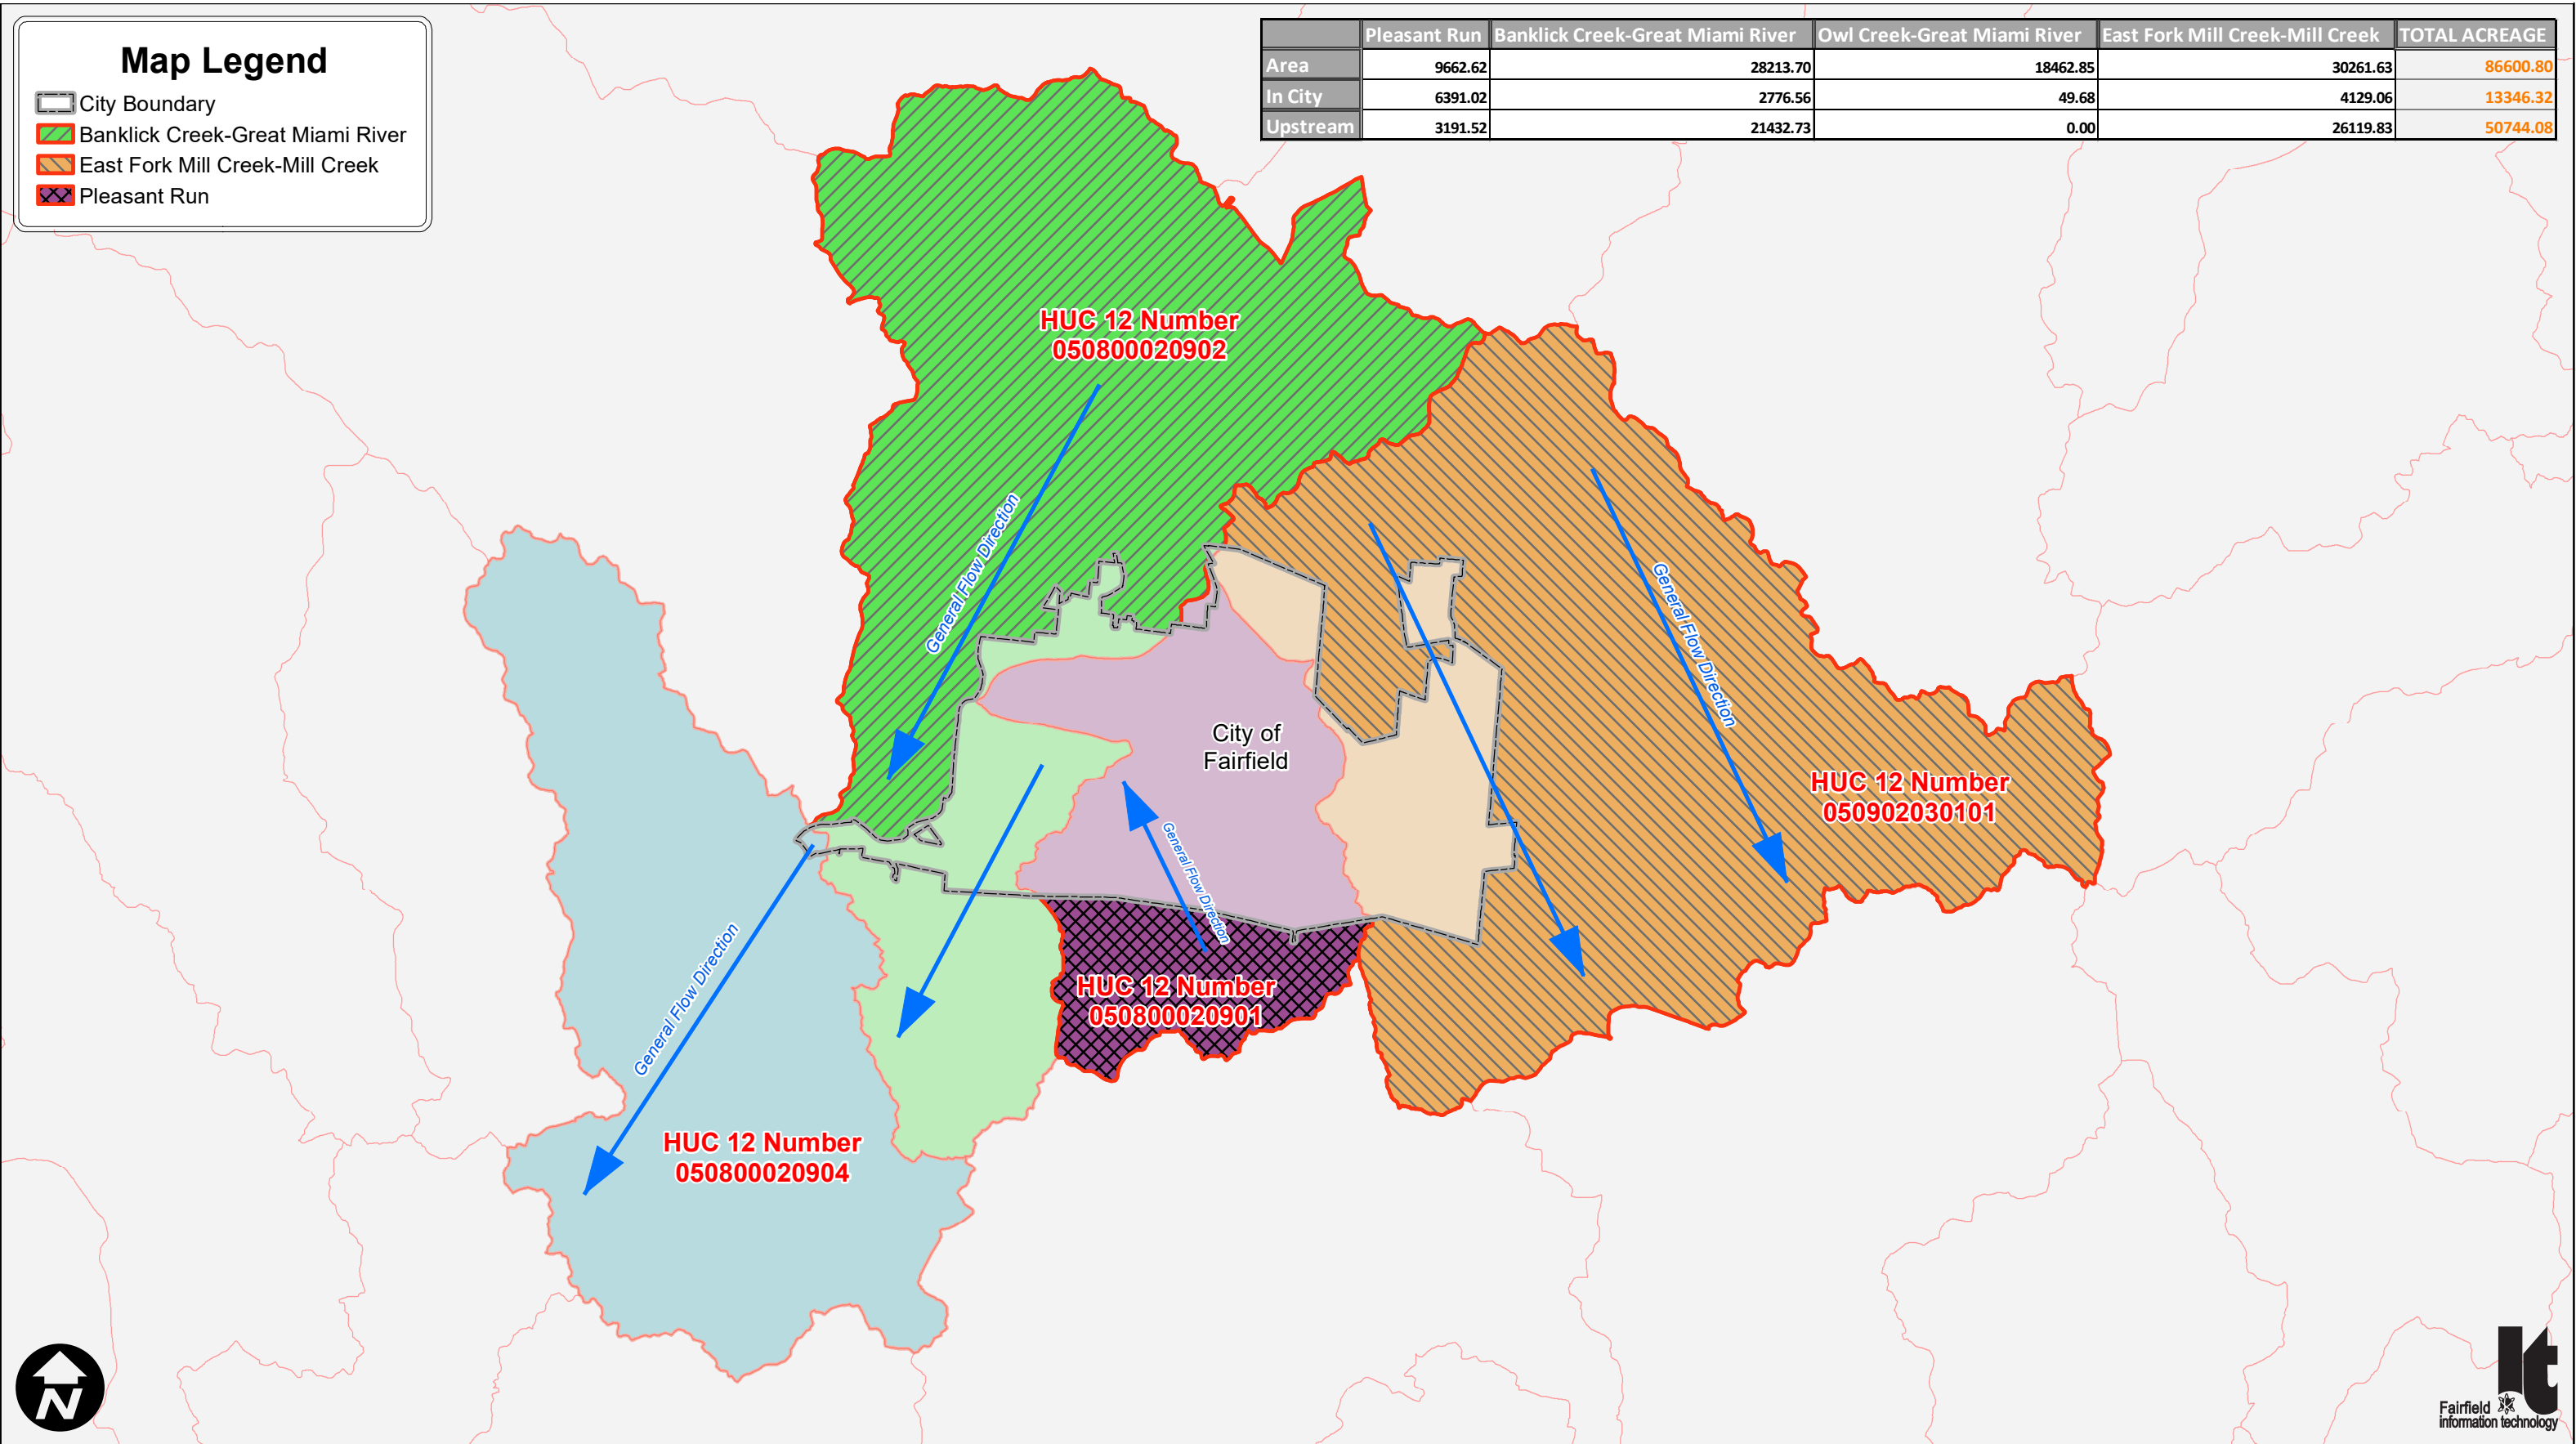 Map Legend
City Boundary
Banklick Creek-Great Miami River
East Fork Mill Creek-Mill Creek
Pleasant Run
Pleasant Run Banklick Creek-Great Miami River Owl Creek-Great Miami River East Fork Mill Creek-Mill Creek TOTAL ACREAGE
Area 9662.62 28213.70 18462.85 30261.63 86600.80
In City 6391.02 2776.56 49.68 4129.06 13346.32
Upstream 3191.52 21432.73 0.00 26119.83 50744.08
HUC 12 Number
050800020902
General Flow Direction
General Flow Direction
City of
Fairfield
HUC 12 Number
050902030101
General Flow Direction
General Flow Direction
HUC 12 Number
050800020901
HUC 12 Number
050800020904
N
It
Fairfield
information technology